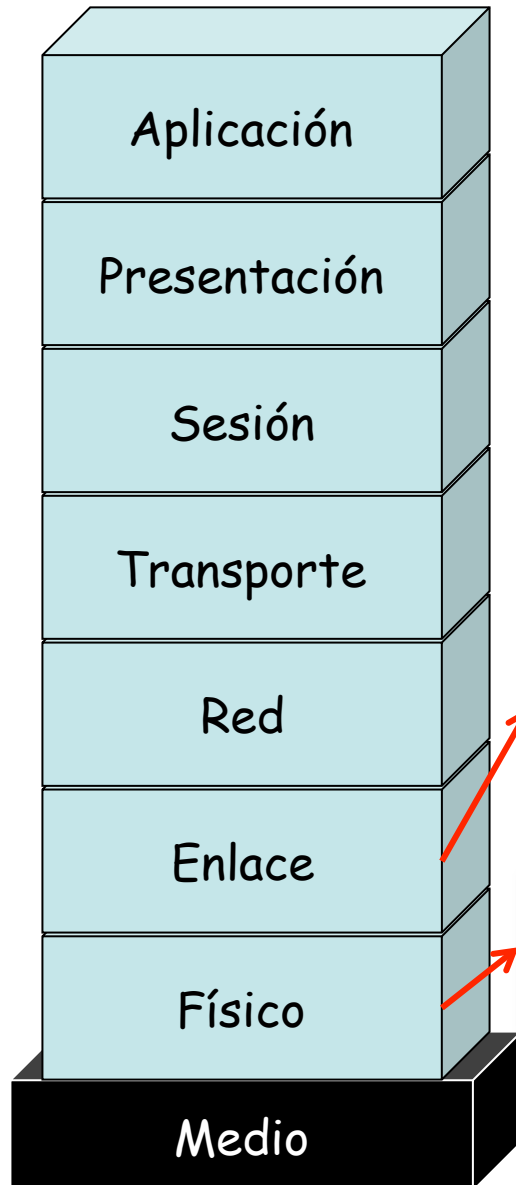 Aplicación
Presentación
Sesión
Transporte
Red
Enlace
Físico
Medio